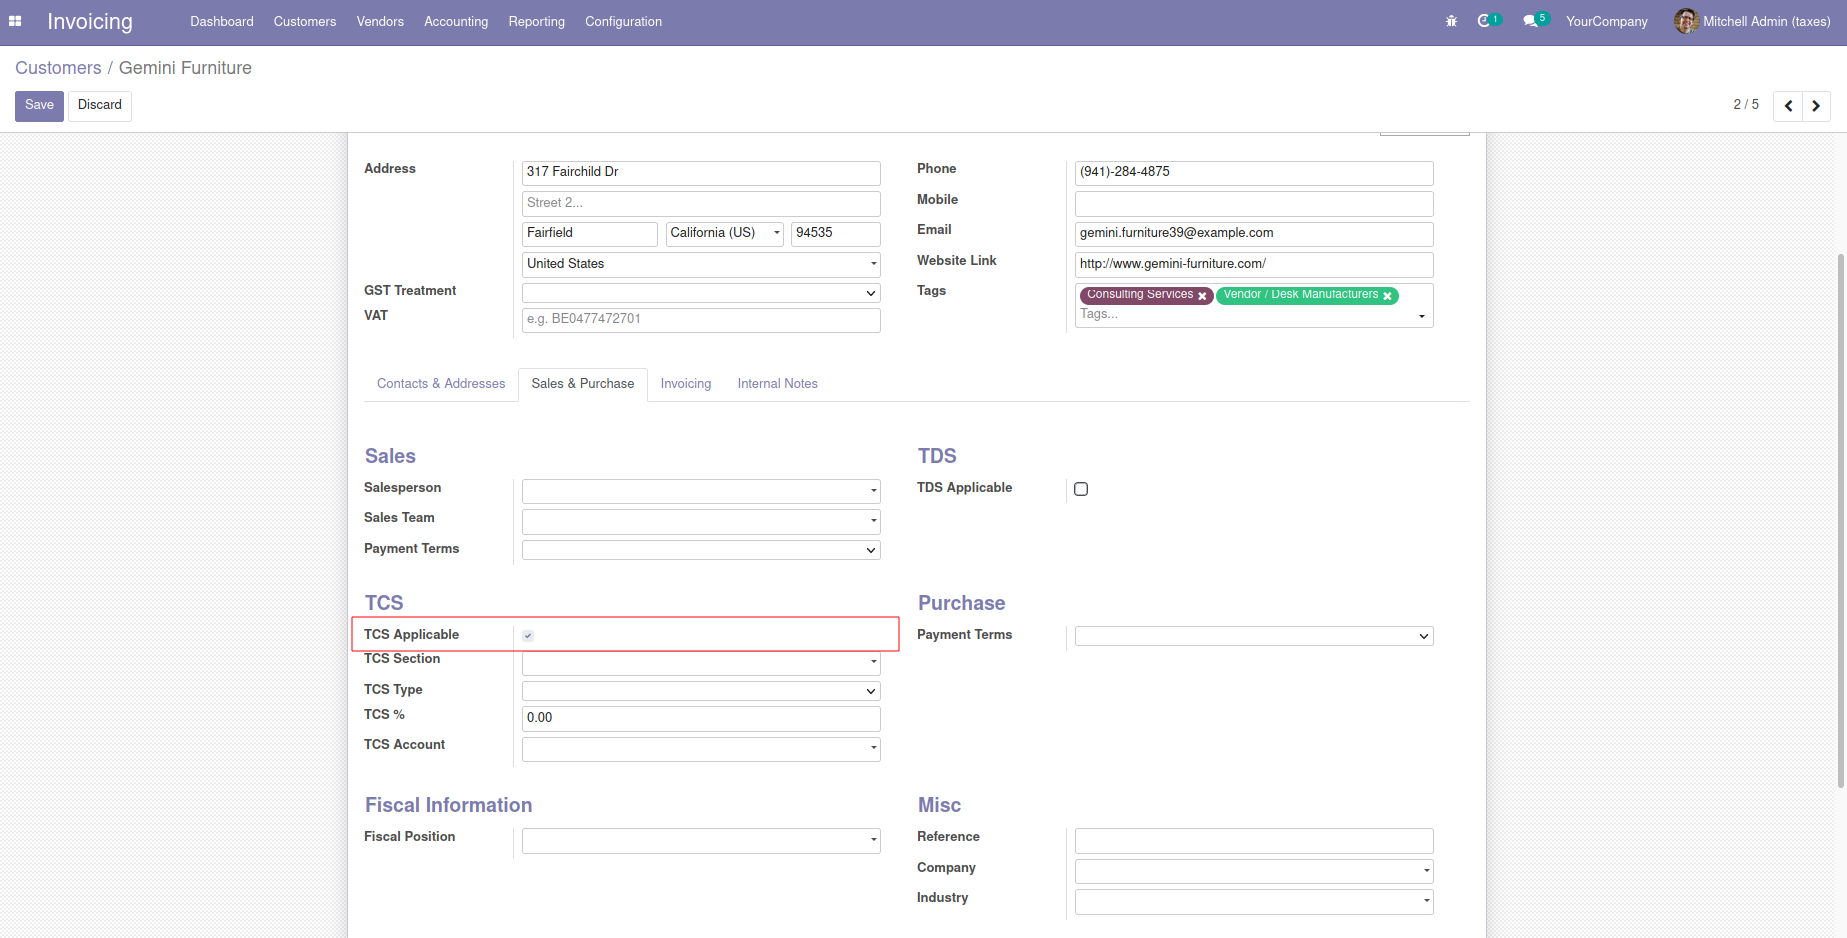 Invoicing Dashboard Customers Vendors Accounting Reporting Configuration 1 5 YourCompany Mitchell Admin (taxes)
Customers / Gemini Furniture
Save Discard 2 / 5
Address 317 Fairchild Dr
Street 2...
Fairfield California (US) 94535
United States
GST Treatment
VAT e.g. BE0477472701
Phone (941)-284-4875
Mobile
Email gemini.furniture39@example.com
Website Link http://www.gemini-furniture.com/
Tags Consulting Services Vendor / Desk Manufacturers
Tags...
Contacts & Addresses Sales & Purchase Invoicing Internal Notes
Sales
Salesperson
Sales Team
Payment Terms
TDS
TDS Applicable
TCS
TCS Applicable
TCS Section
TCS Type
TCS % 0.00
TCS Account
Purchase
Payment Terms
Fiscal Information
Fiscal Position
Misc
Reference
Company
Industry